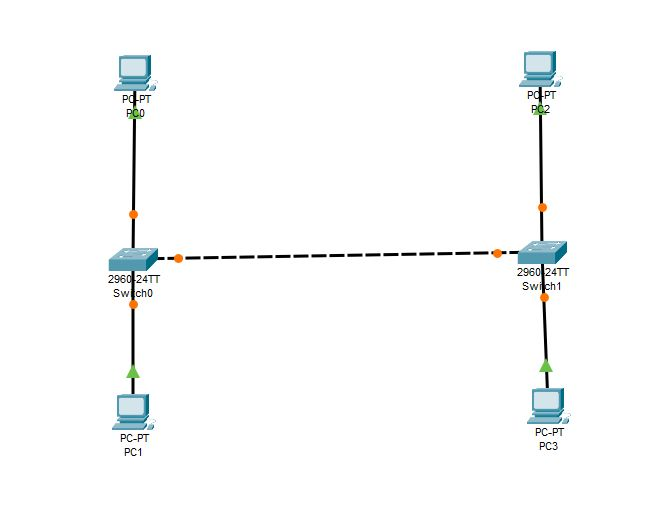 PC-PT
PC0
PC-PT
PC2
2960-24TT
Switch0
2960-24TT
Switch1
PC-PT
PC1
PC-PT
PC3